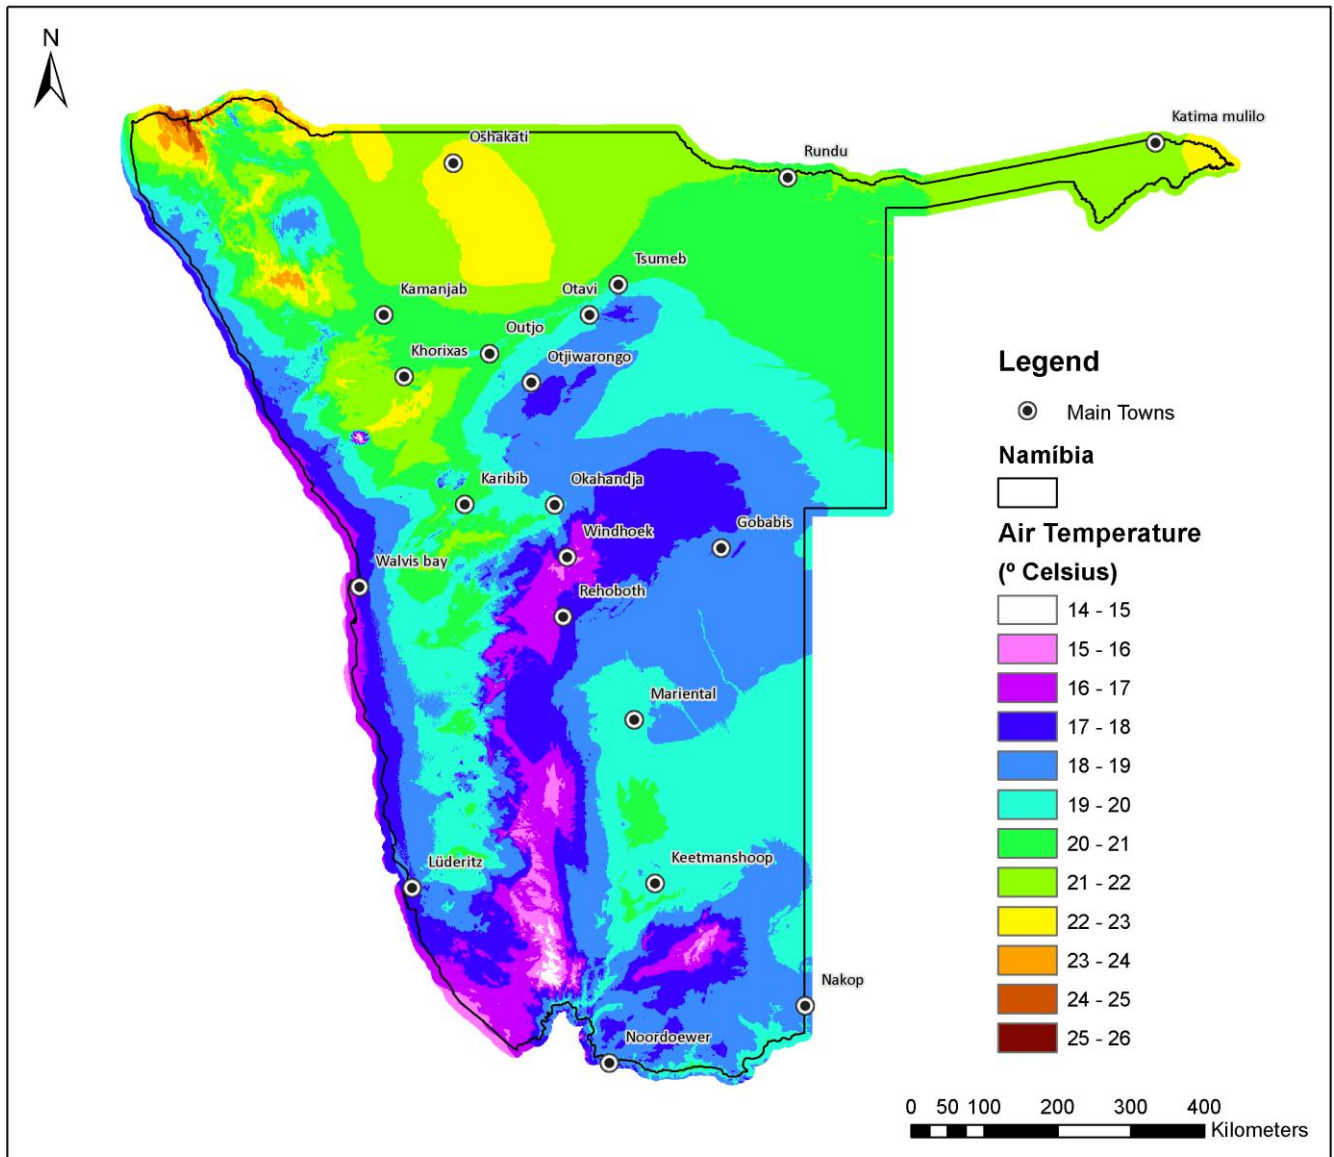 N
Katima mulilo
Oshakati
Rundu
Tsumeb
Kamanjab
Otavi
Outjo
Khorixas
Otjiwarongo
Karibib
Okahandja
Windhoek
Gobabis
Walvis bay
Rehoboth
Mariental
Lüderitz
Keetmanshoop
Nakop
Noordoewer
Legend
Main Towns
Namíbia
Air Temperature
(º Celsius)
14 - 15
15 - 16
16 - 17
17 - 18
18 - 19
19 - 20
20 - 21
21 - 22
22 - 23
23 - 24
24 - 25
25 - 26
0 50 100 200 300 400
Kilometers